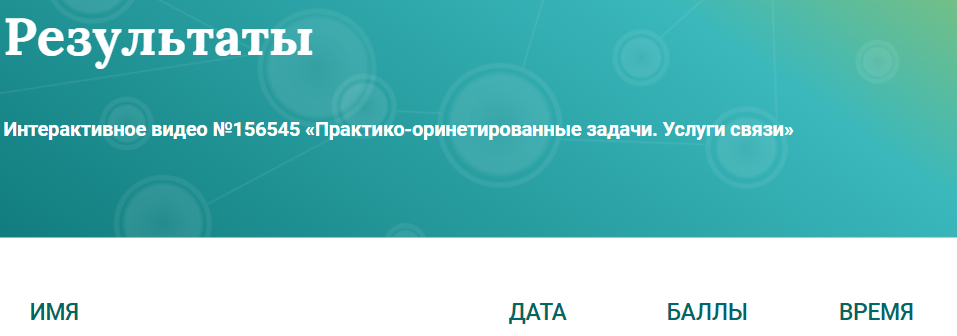 Результаты
Интерактивное видео №156545 «Практико-оринетированные задачи. Услуги связи»
ИМЯ ДАТА БАЛЛЫ ВРЕМЯ